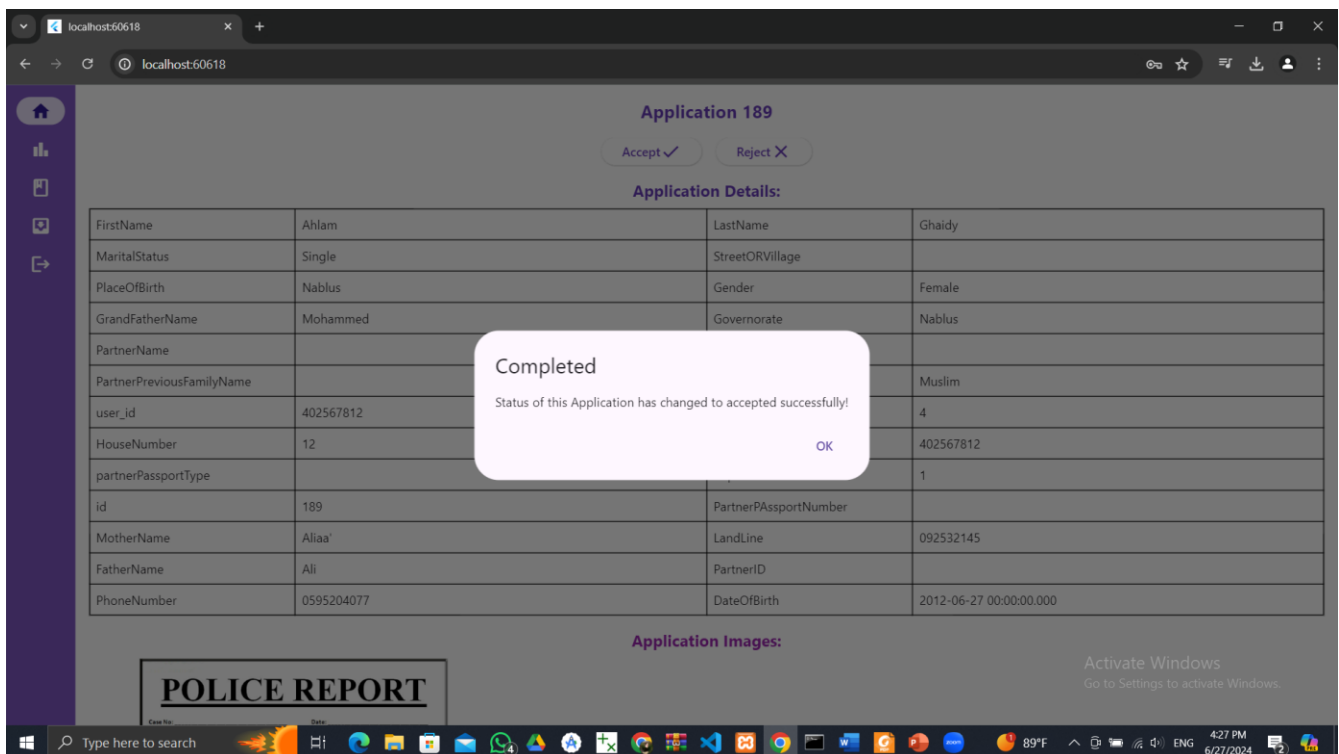 localhost:60618
localhost:60618
Application 189
Accept Reject
Application Details:
FirstName Ahlam LastName Ghaidy
MaritalStatus Single StreetORVillage
PlaceOfBirth Nablus Gender Female
GrandFatherName Mohammed Governorate Nablus
PartnerName
PartnerPreviousFamilyName Muslim
user_id 402567812 4
HouseNumber 12 402567812
partnerPassportType 1
id 189 PartnerPAssportNumber
MotherName Aliaa' LandLine 092532145
FatherName Ali PartnerID
PhoneNumber 0595204077 DateOfBirth 2012-06-27 00:00:00.000
Completed
Status of this Application has changed to accepted successfully!
OK
Application Images:
POLICE REPORT
Case No: Date:
Activate Windows
Go to Settings to activate Windows.
Type here to search
89°F
ENG
4:27 PM
6/27/2024